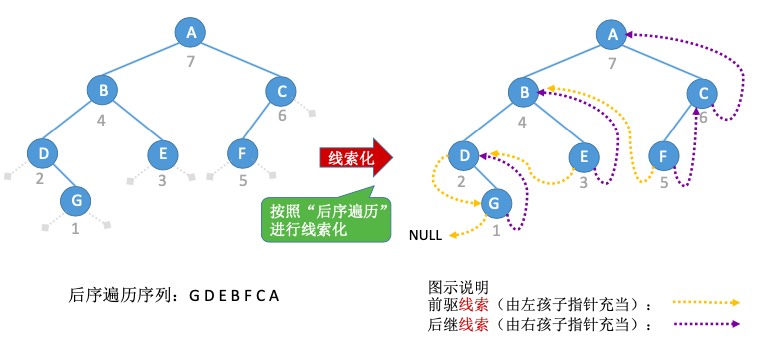 A
7
B
4
C
6
D
2
E
3
F
5
G
1
线索化
按照“后序遍历”
进行线索化
A
7
B
4
C
6
D
2
E
3
F
5
G
1
NULL
后序遍历序列：G D E B F C A
图示说明
前驱线索（由左孩子指针充当）：
后继线索（由右孩子指针充当）：